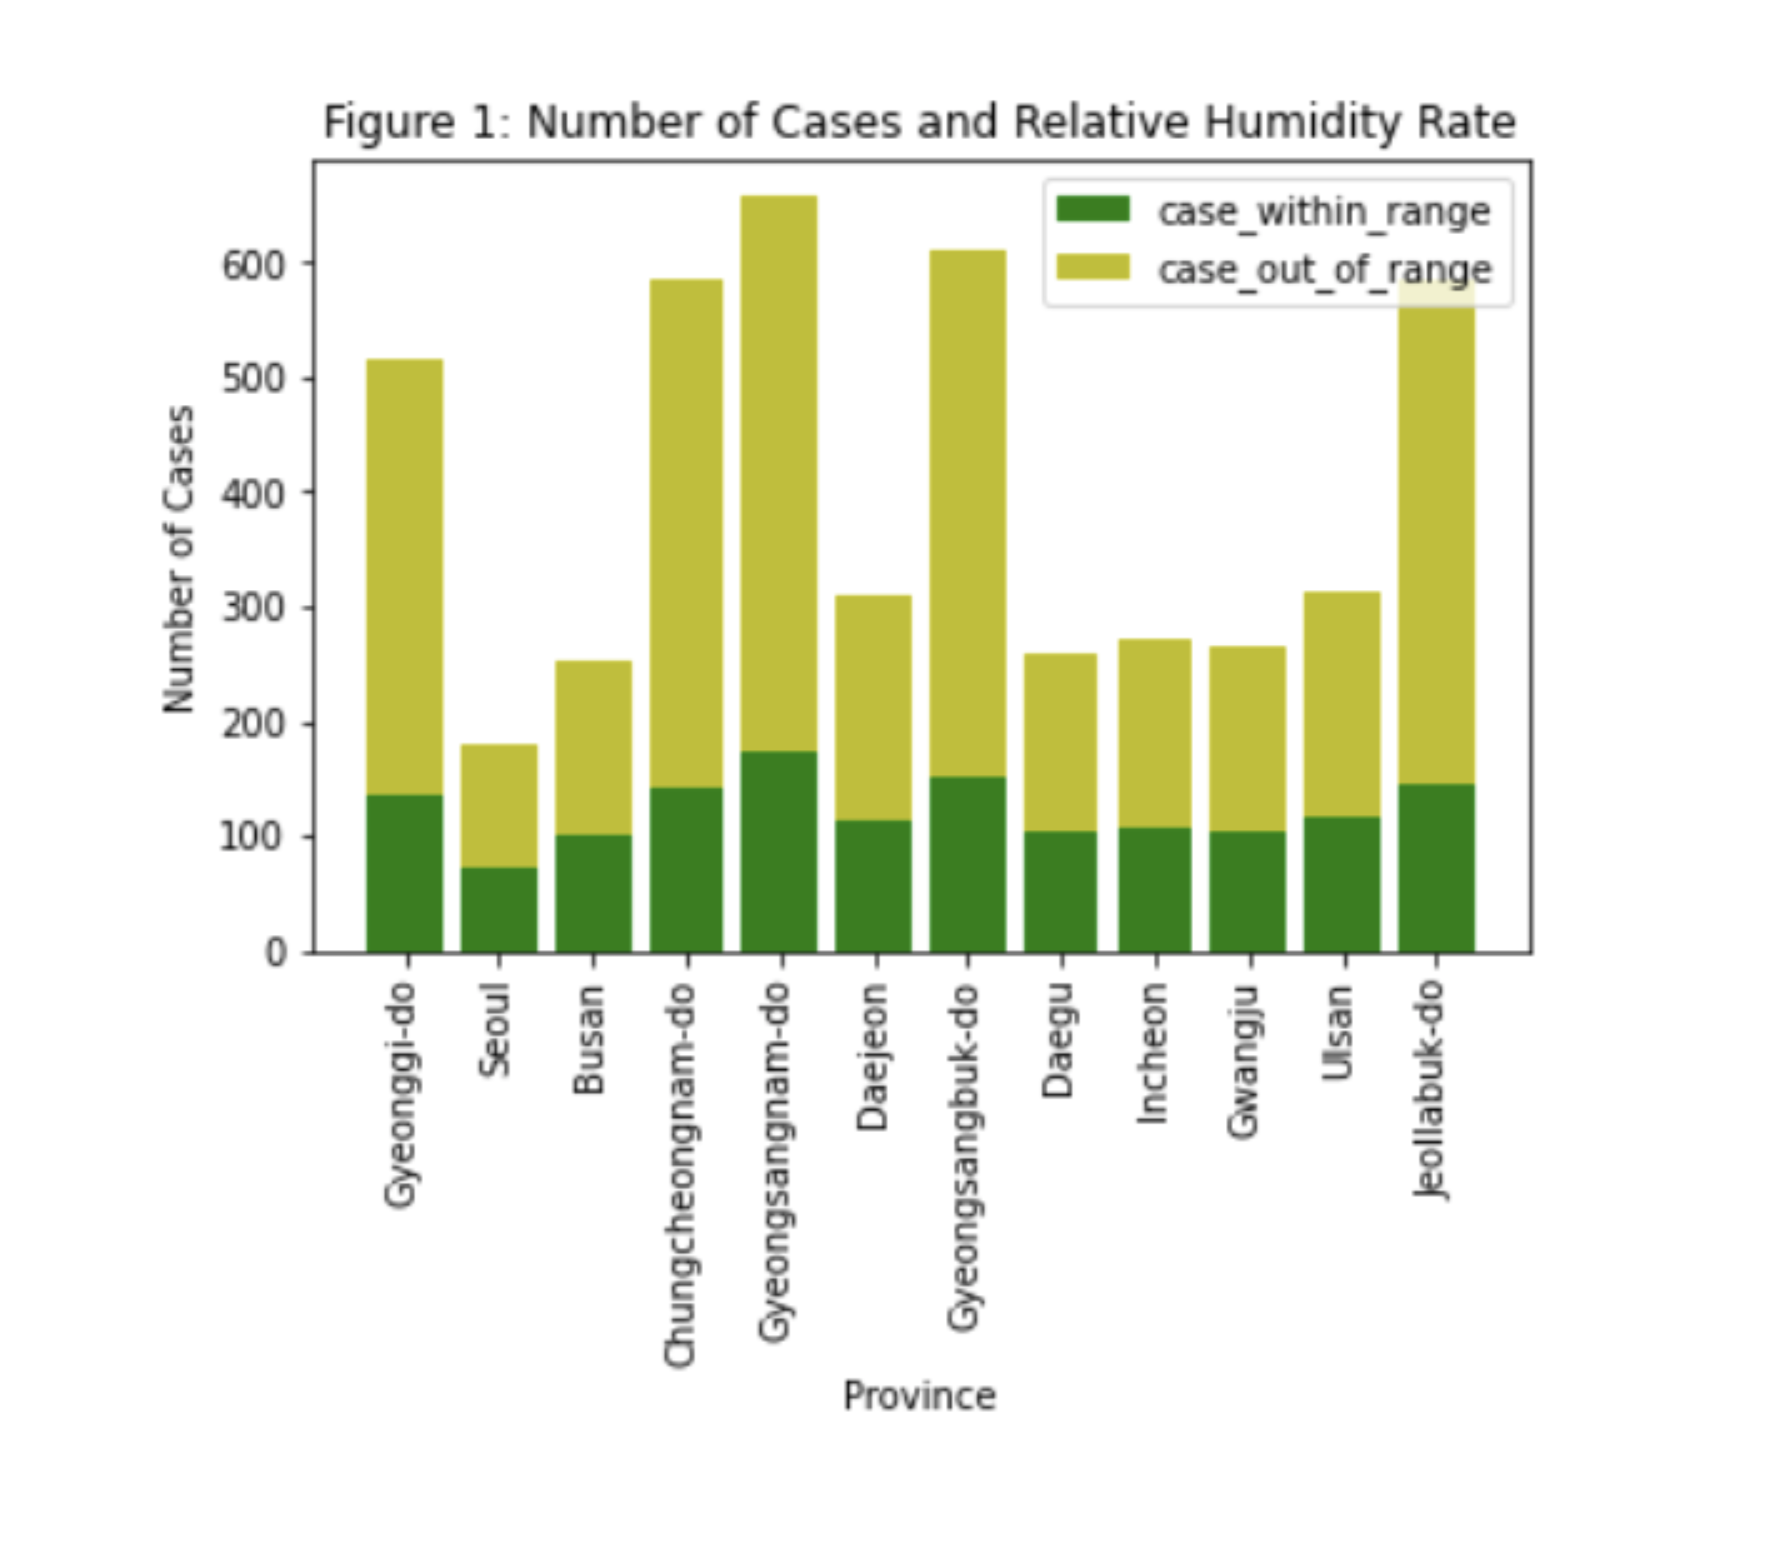 Figure 1: Number of Cases and Relative Humidity Rate
case_within_range
case_out_of_range
Number of Cases
600
500
400
300
200
100
0
Gyeonggi-do
Seoul
Busan
Chungcheongnam-do
Gyeongsangnam-do
Daejeon
Gyeongsangbuk-do
Daegu
Incheon
Gwangju
Ulsan
Jeollabuk-do
Province